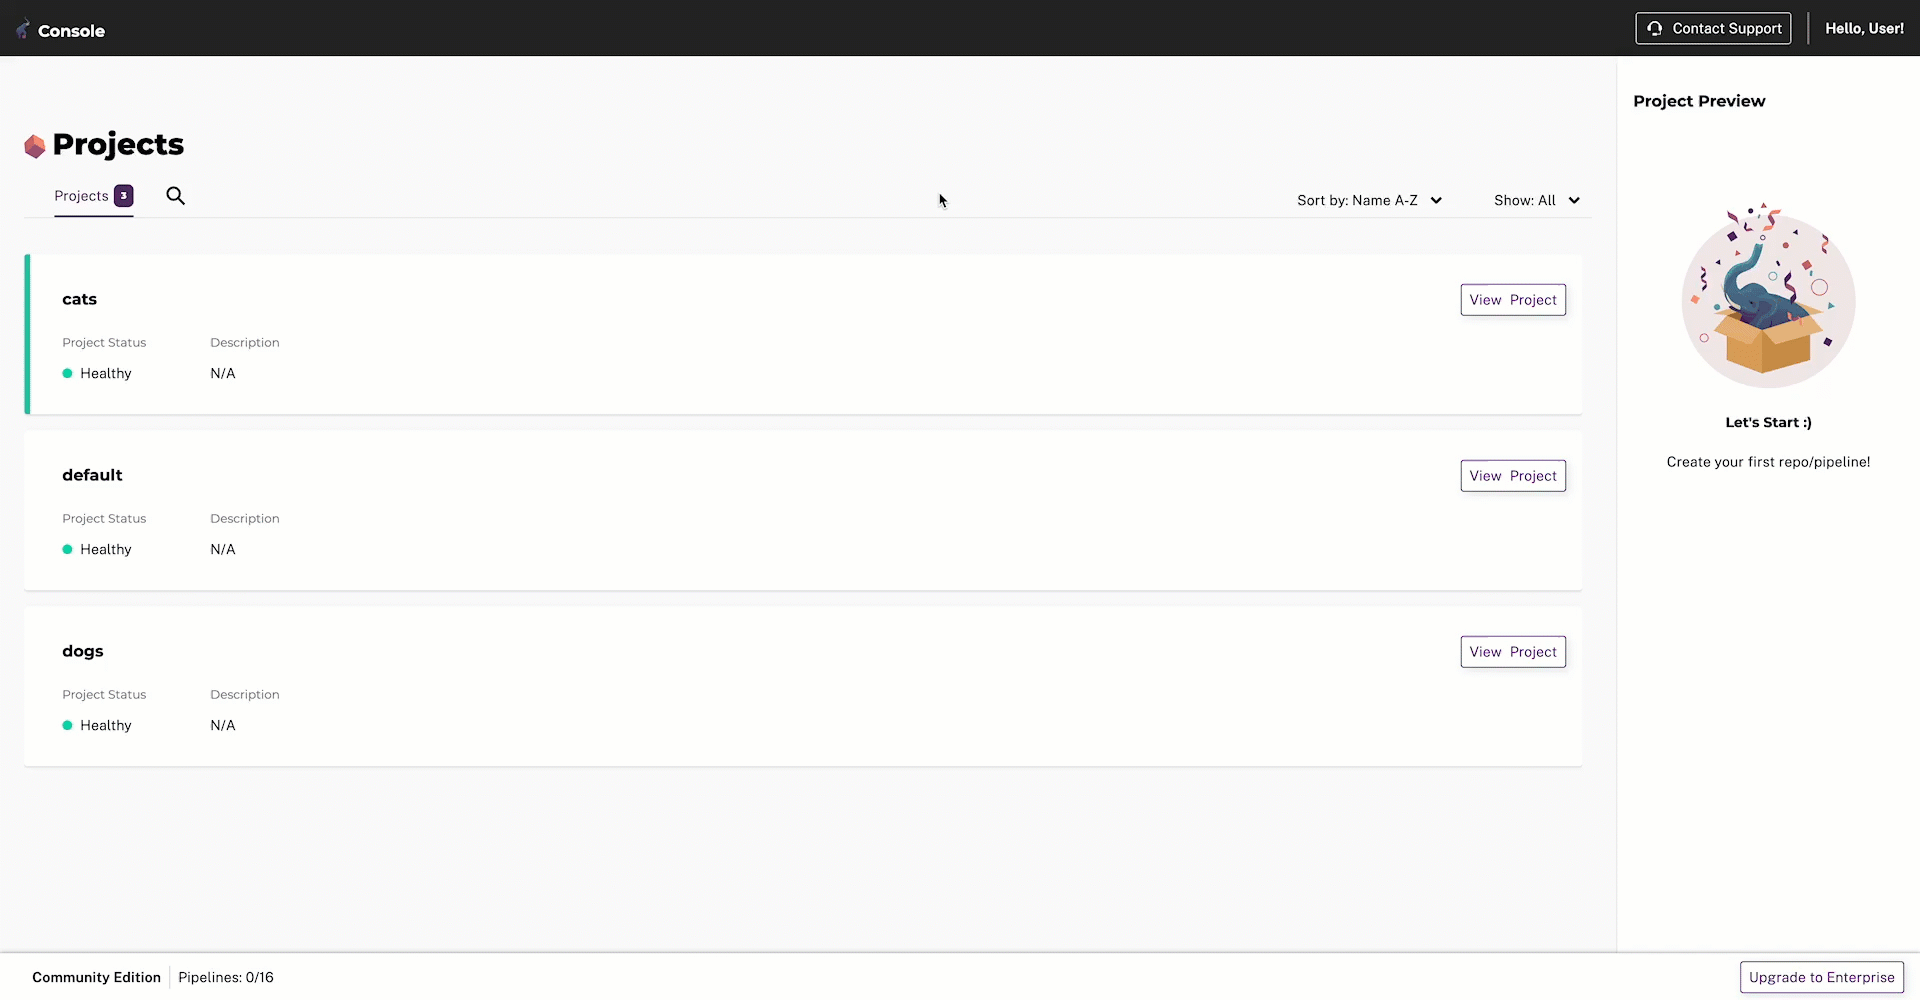 Console
Contact Support
Hello, User!
Project Preview
Projects
Projects 3
Sort by: Name A-Z
Show: All
cats
View Project
Project Status
Description
Healthy
N/A
default
View Project
Project Status
Description
Healthy
N/A
dogs
View Project
Project Status
Description
Healthy
N/A
Let's Start :)
Create your first repo/pipeline!
Community Edition
Pipelines: 0/16
Upgrade to Enterprise